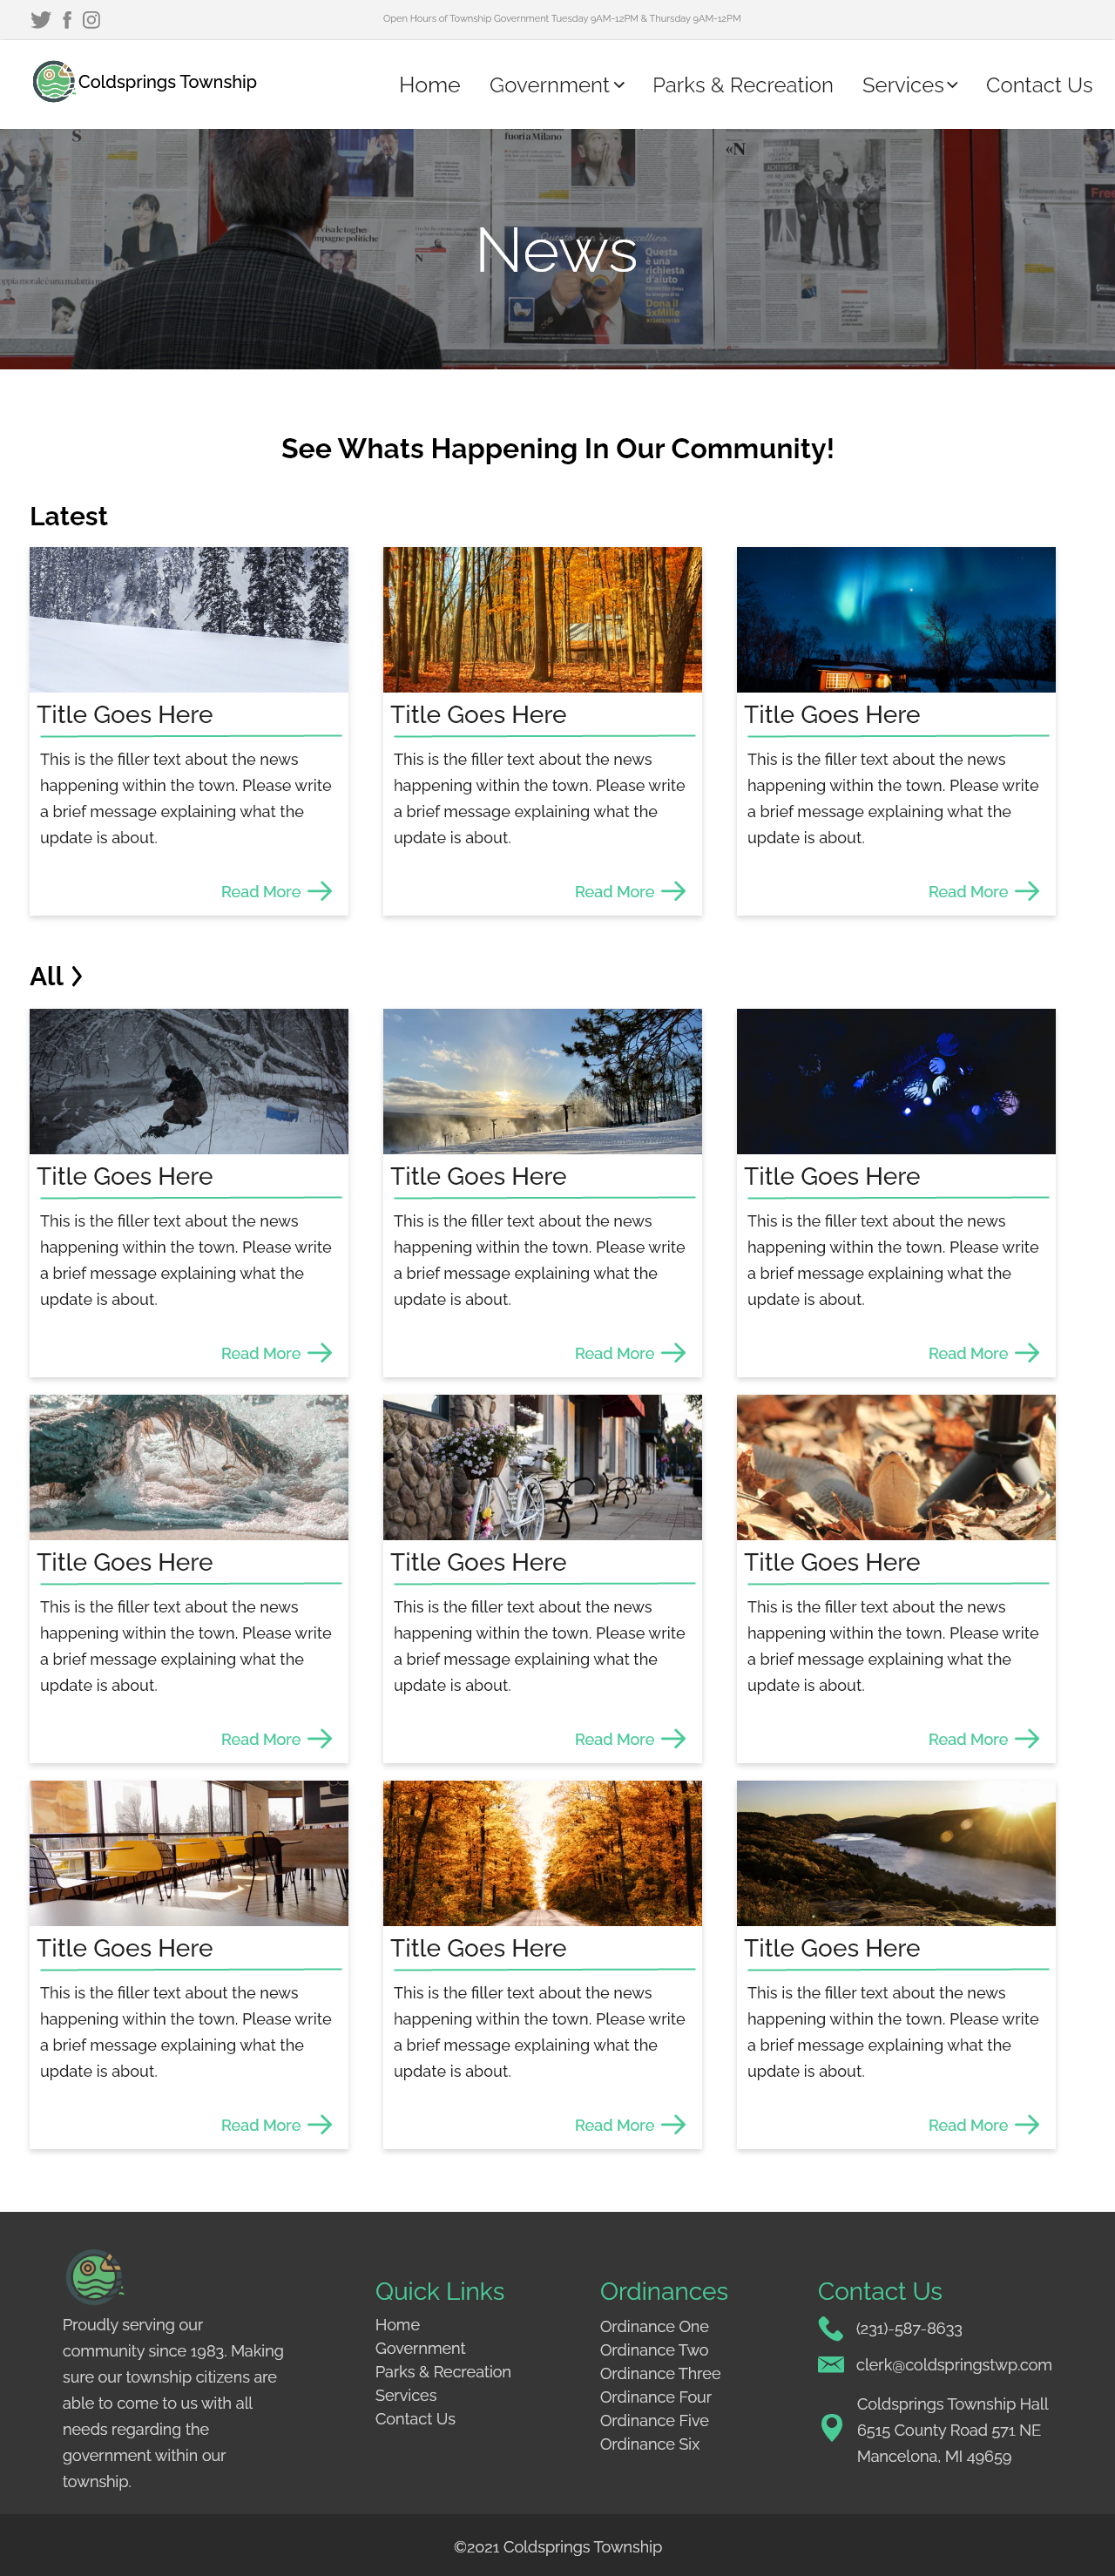 Open Hours of Township Government Tuesday 9AM-12PM & Thursday 9AM-12PM
Coldsprings Township
Home
Government
Parks & Recreation
Services
Contact Us
fuori a Milano
«N
Free
Questa
è una
richiesta
d'aiuto
Dona il
5xMille
News
See Whats Happening In Our Community!
Latest
Title Goes Here
This is the filler text about the news
happening within the town. Please write
a brief message explaining what the
update is about.
Read More
Title Goes Here
This is the filler text about the news
happening within the town. Please write
a brief message explaining what the
update is about.
Read More
Title Goes Here
This is the filler text about the news
happening within the town. Please write
a brief message explaining what the
update is about.
Read More
All
Title Goes Here
This is the filler text about the news
happening within the town. Please write
a brief message explaining what the
update is about.
Read More
Title Goes Here
This is the filler text about the news
happening within the town. Please write
a brief message explaining what the
update is about.
Read More
Title Goes Here
This is the filler text about the news
happening within the town. Please write
a brief message explaining what the
update is about.
Read More
Title Goes Here
This is the filler text about the news
happening within the town. Please write
a brief message explaining what the
update is about.
Read More
Title Goes Here
This is the filler text about the news
happening within the town. Please write
a brief message explaining what the
update is about.
Read More
Title Goes Here
This is the filler text about the news
happening within the town. Please write
a brief message explaining what the
update is about.
Read More
Title Goes Here
This is the filler text about the news
happening within the town. Please write
a brief message explaining what the
update is about.
Read More
Title Goes Here
This is the filler text about the news
happening within the town. Please write
a brief message explaining what the
update is about.
Read More
Title Goes Here
This is the filler text about the news
happening within the town. Please write
a brief message explaining what the
update is about.
Read More
Proudly serving our
community since 1983. Making
sure our township citizens are
able to come to us with all
needs regarding the
government within our
township.
Quick Links
Home
Government
Parks & Recreation
Services
Contact Us
Ordinances
Ordinance One
Ordinance Two
Ordinance Three
Ordinance Four
Ordinance Five
Ordinance Six
Contact Us
(231)-587-8633
clerk@coldspringstwp.com
Coldsprings Township Hall
6515 County Road 571 NE
Mancelona, MI 49659
©2021 Coldsprings Township